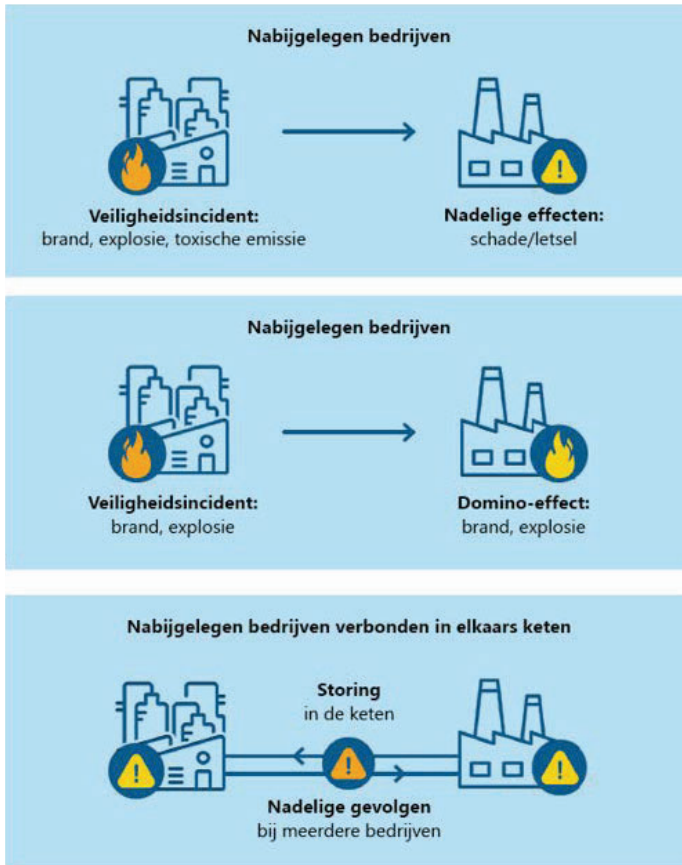 Nabijgelegen bedrijven
Veiligheidsincident:
brand, explosie, toxische emissie
Nadelige effecten:
schade/letsel
Nabijgelegen bedrijven
Veiligheidsincident:
brand, explosie
Domino-effect:
brand, explosie
Nabijgelegen bedrijven verbonden in elkaars keten
Storing
in de keten
Nadelige gevolgen
bij meerdere bedrijven